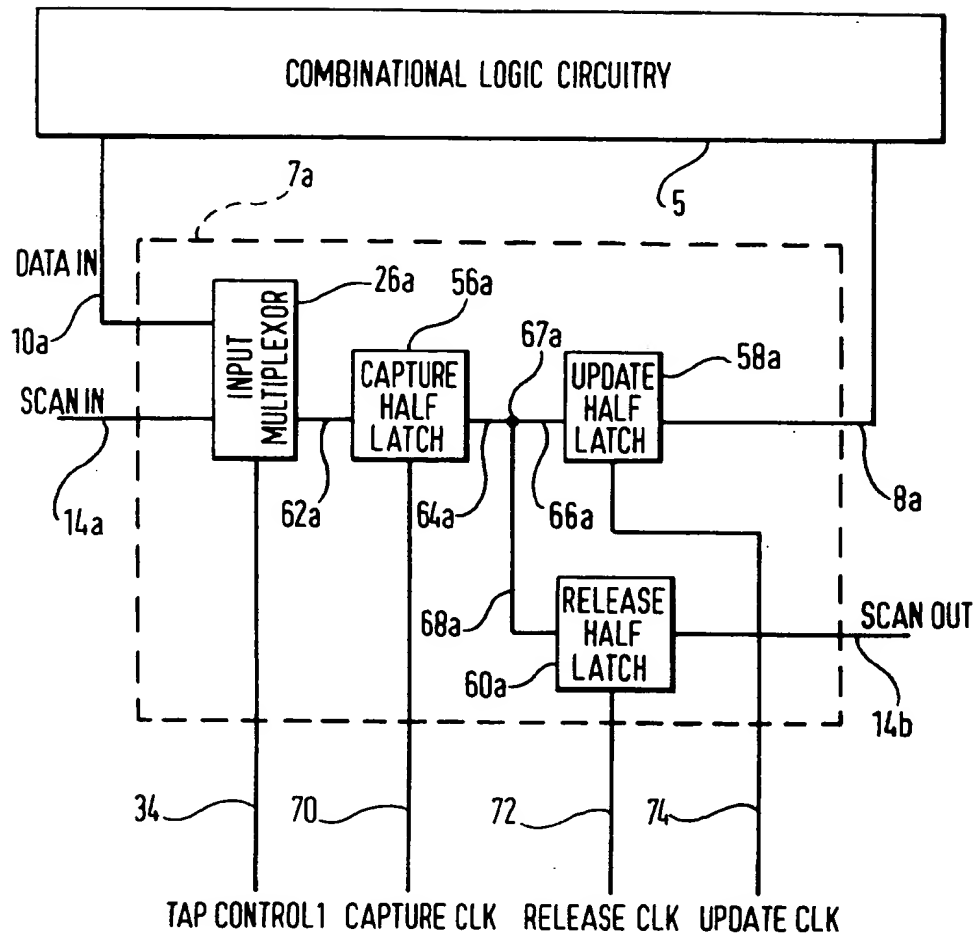 COMBINATIONAL LOGIC CIRCUITRY
7a
5
DATA IN
10a
INPUT
MULTIPLEXOR
26a
56a
67a
58a
CAPTURE
HALF
LATCH
UPDATE
HALF
LATCH
SCAN IN
14a
62a
64a
66a
8a
68a
RELEASE
HALF
LATCH
60a
SCAN OUT
14b
34
70
72
74
TAP CONTROL1 CAPTURE CLK RELEASE CLK UPDATE CLK